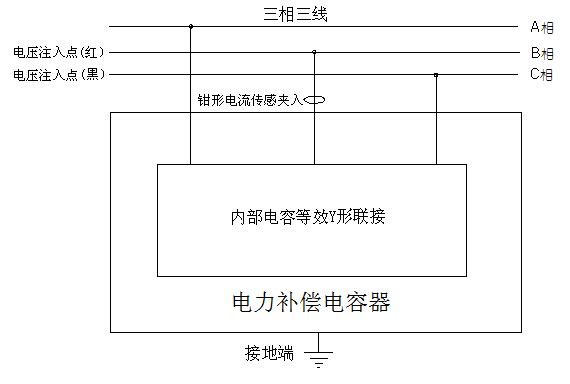 三相三线
A相
电压注入点(红)
B相
电压注入点(黑)
C相
钳形电流传感夹入
内部电容等效Y形联接
电力补偿电容器
接地端